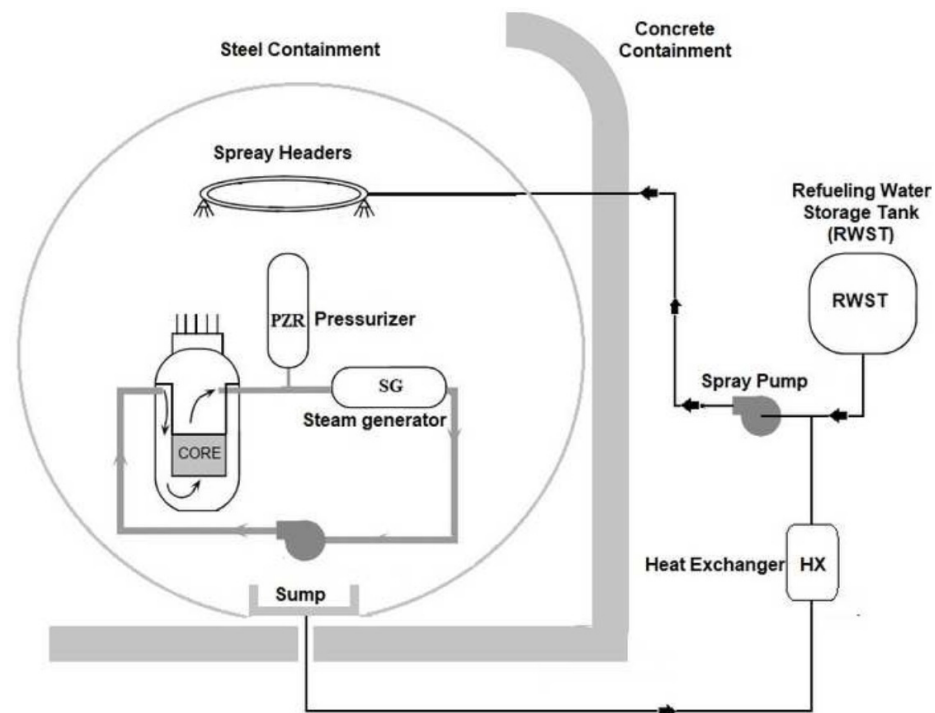 Steel Containment
Concrete
Containment
Spreay Headers
Refueling Water
Storage Tank
(RWST)
RWST
PZR
Pressurizer
SG
Steam generator
CORE
Spray Pump
Heat Exchanger
HX
Sump